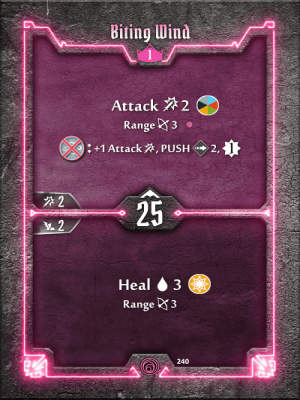 Biting Wind
1
Attack 2
Range 3
: +1 Attack, PUSH 2, 1
2
25
2
Heal 3
Range 3
240